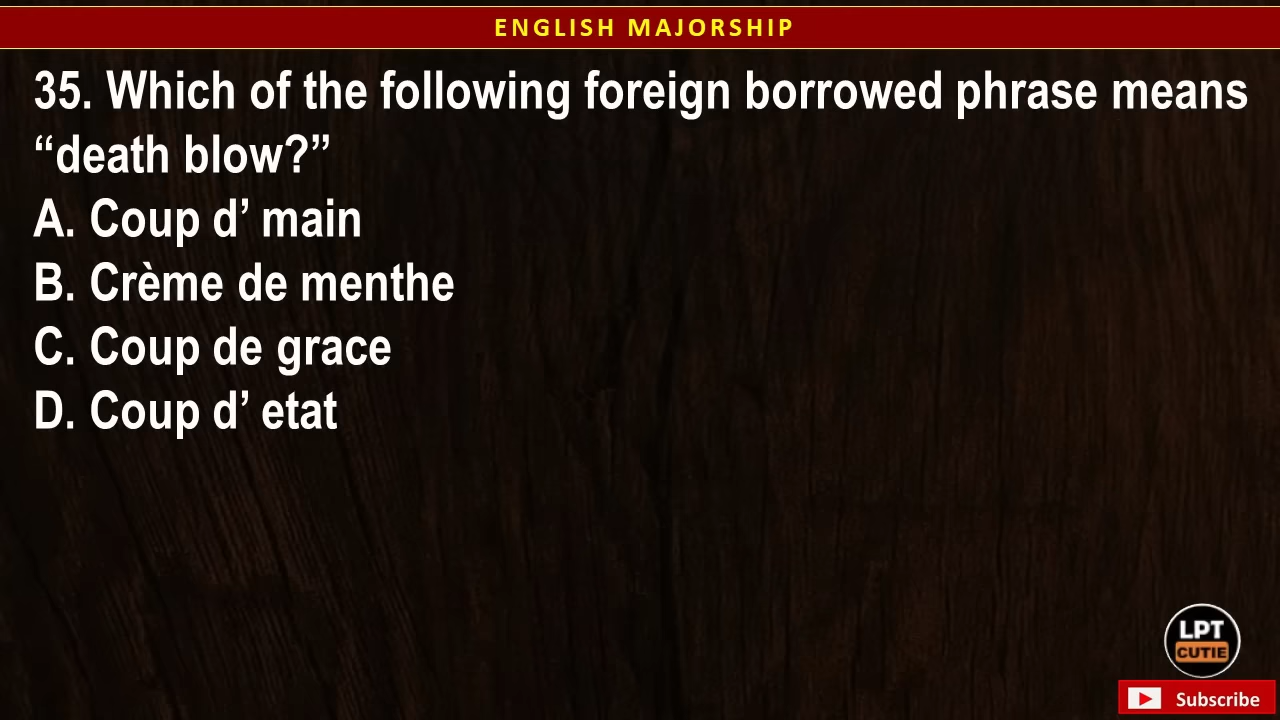 ENGLISH MAJORSHIP
35. Which of the following foreign borrowed phrase means
“death blow?”
A. Coup d’ main
B. Crème de menthe
C. Coup de grace
D. Coup d’ etat
LPT
CUTIE
Subscribe